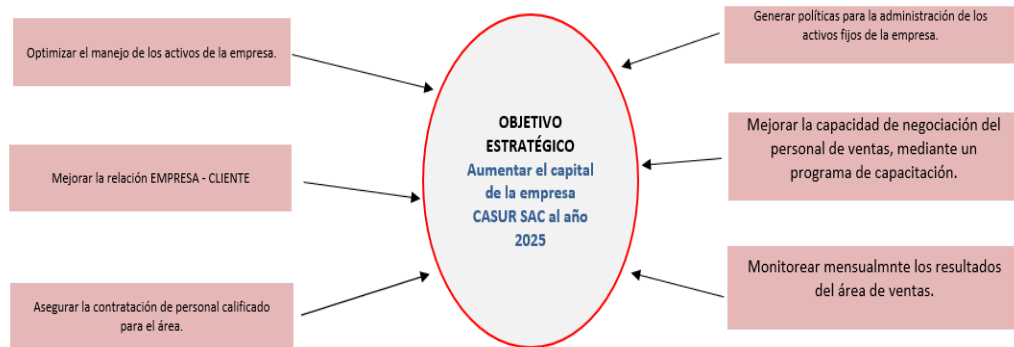 Optimizar el manejo de los activos de la empresa.
Mejorar la relación EMPRESA - CLIENTE
Asegurar la contratación de personal calificado
para el área.
OBJETIVO
ESTRATÉGICO
Aumentar el capital
de la empresa
CASUR SAC al año
2025
Generar políticas para la administración de los
activos fijos de la empresa.
Mejorar la capacidad de negociación del
personal de ventas, mediante un
programa de capacitación.
Monitorear mensualmnte los resultados
del área de ventas.